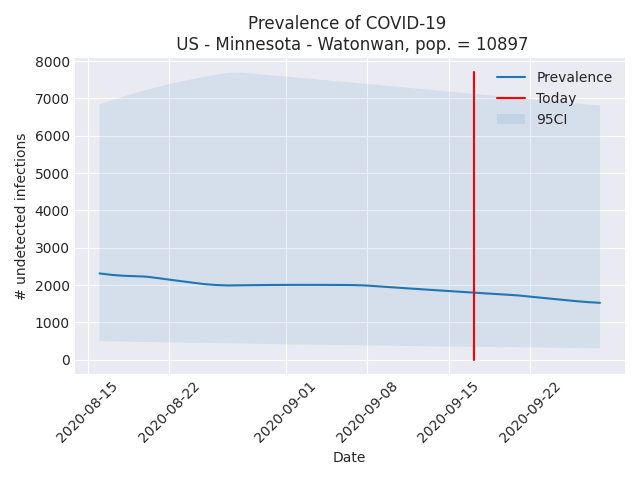 Prevalence of COVID-19
US - Minnesota - Watonwan, pop. = 10897
# undetected infections
8000
7000
6000
5000
4000
3000
2000
1000
0
Prevalence
Today
95CI
2020-08-15
2020-08-22
2020-09-01
2020-09-08
2020-09-15
2020-09-22
Date